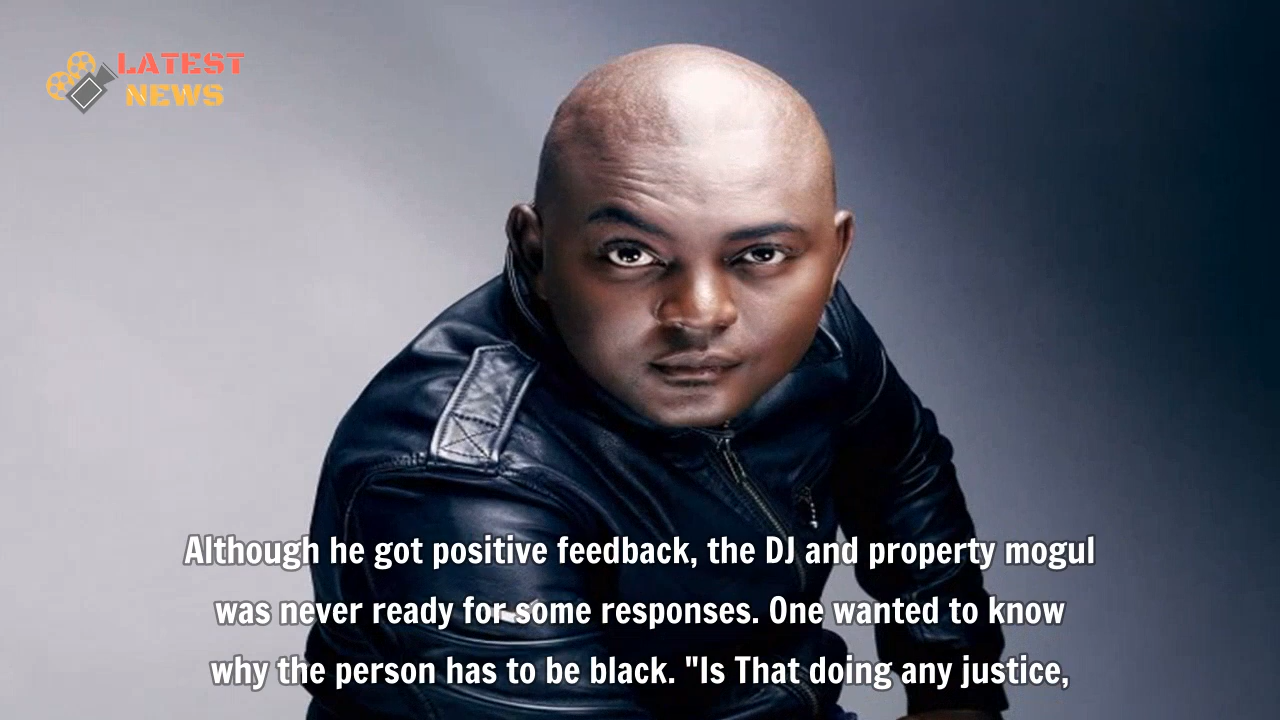 LATEST
NEWS
Although he got positive feedback, the DJ and property mogul
was never ready for some responses. One wanted to know
why the person has to be black. "Is That doing any justice,